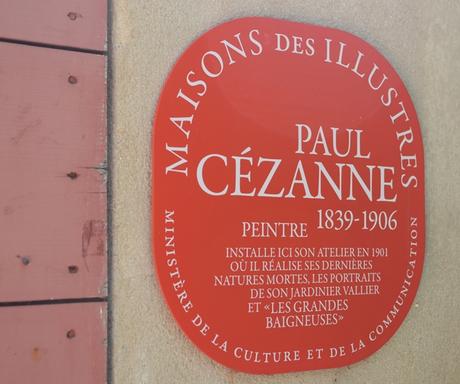 MAISONS DES ILLUSTRES
PAUL
CÉZANNE
1839-1906
PEINTRE
INSTALLE ICI SON ATELIER EN 1901
OÙ IL RÉALISE SES DERNIÈRES
NATURES MORTES, LES PORTRAITS
DE SON JARDINIER VALLIER
ET «LES GRANDES
BAIGNEUSES»
MINISTÈRE DE LA CULTURE ET DE LA COMMUNICATION